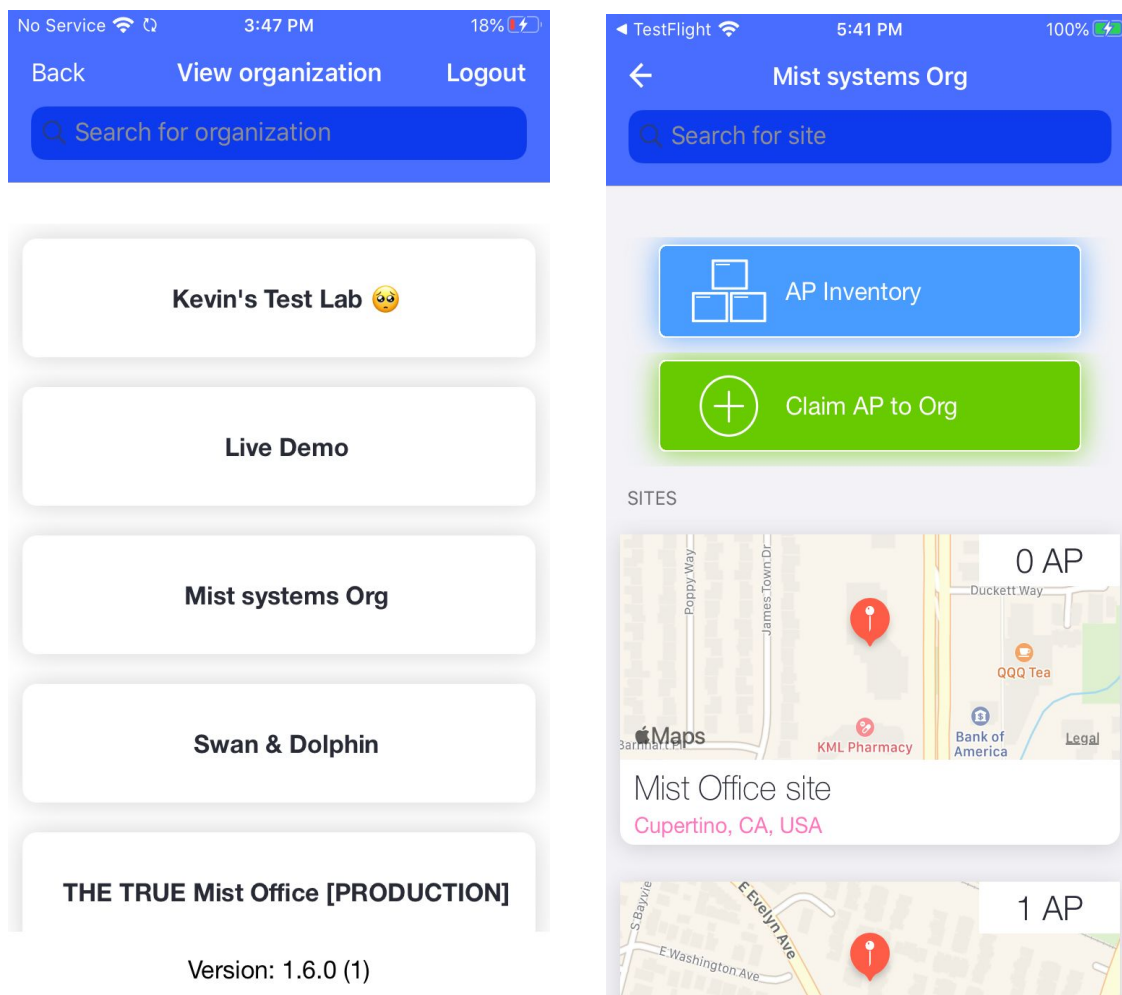 No Service 3:47 PM 18%
Back View organization Logout
Search for organization
Kevin's Test Lab 🥺
Live Demo
Mist systems Org
Swan & Dolphin
THE TRUE Mist Office [PRODUCTION]
Version: 1.6.0 (1)
TestFlight 5:41 PM 100%
Mist systems Org
Search for site
AP Inventory
Claim AP to Org
SITES
0 AP
Poppy Way
James Town Dr
Duckett Way
QQQ Tea
Maps
Barnhart Pl
KML Pharmacy
Bank of
America
Legal
Mist Office site
Cupertino, CA, USA
1 AP
S Bayvie
E Evelyn Ave
E Washington Ave